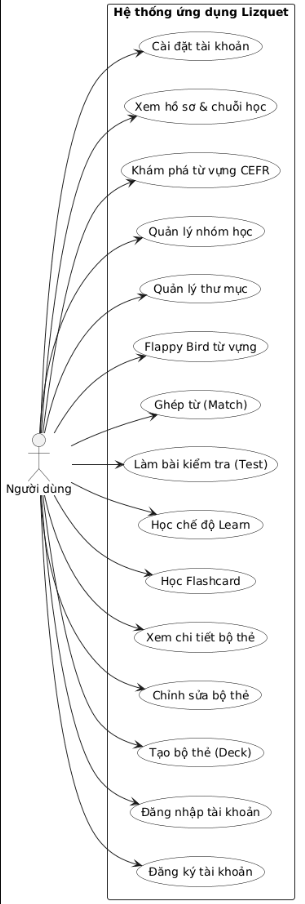 Hệ thống ứng dụng Lizquet
Cài đặt tài khoản
Xem hồ sơ & chuỗi học
Khám phá từ vựng CEFR
Quản lý nhóm học
Quản lý thư mục
Flappy Bird từ vựng
Ghép từ (Match)
Làm bài kiểm tra (Test)
Người dùng
Học chế độ Learn
Học Flashcard
Xem chi tiết bộ thẻ
Chỉnh sửa bộ thẻ
Tạo bộ thẻ (Deck)
Đăng nhập tài khoản
Đăng ký tài khoản